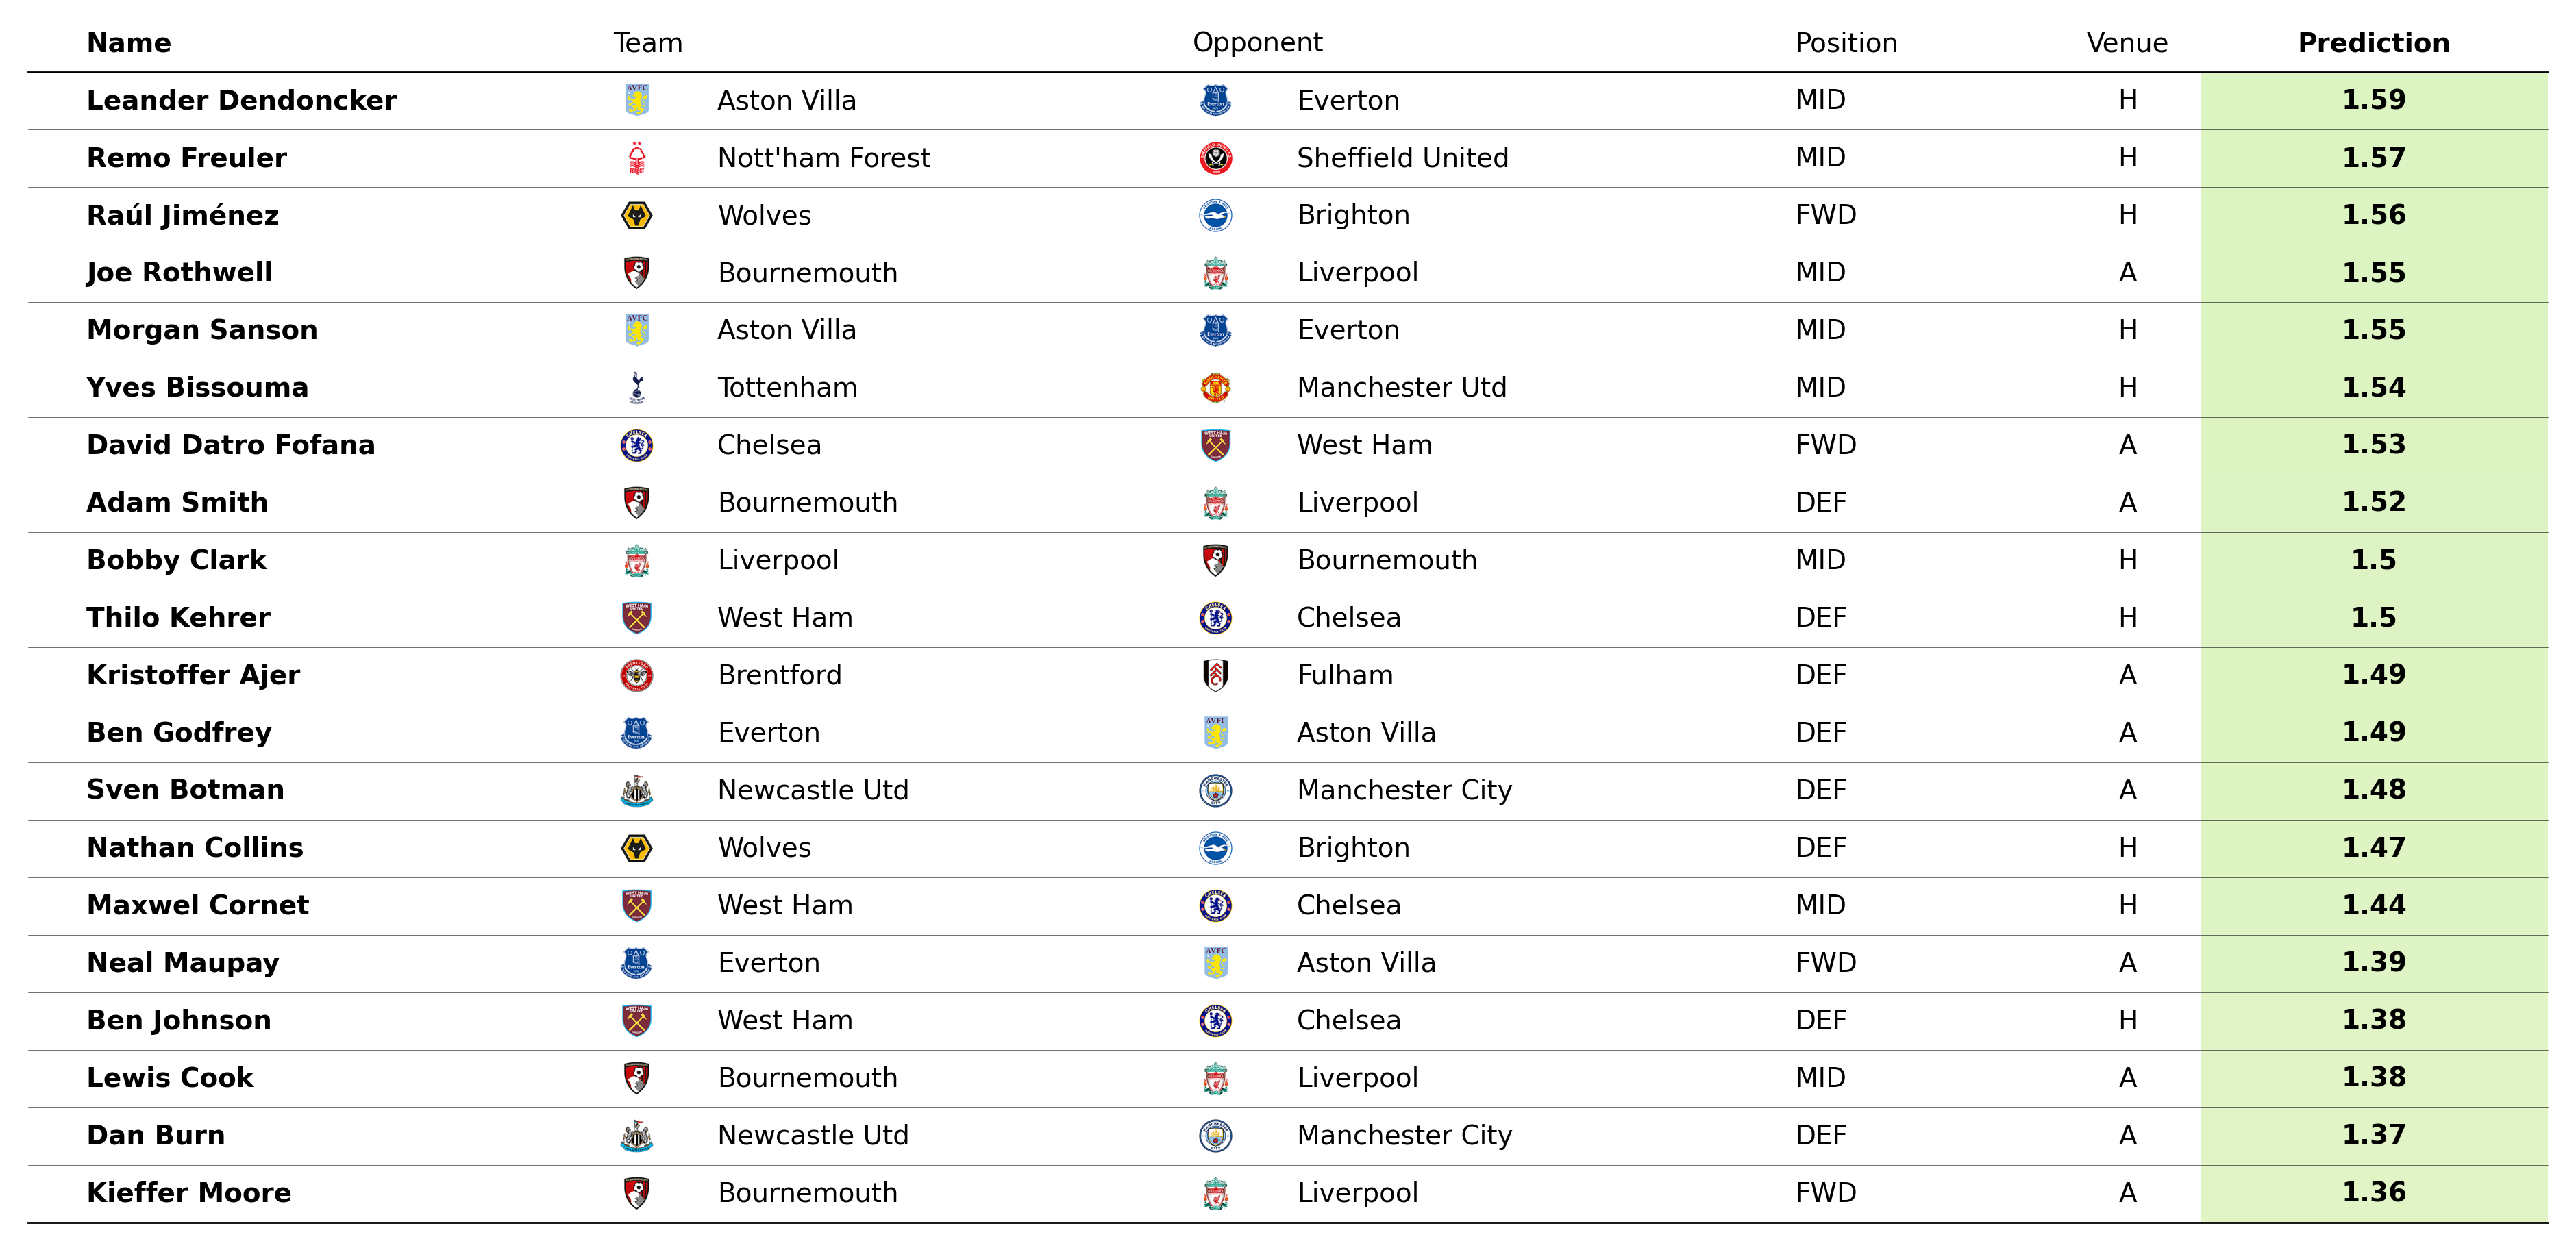 Name Team Opponent Position Venue Prediction
Leander Dendoncker Aston Villa Everton MID H 1.59
Remo Freuler Nott'ham Forest Sheffield United MID H 1.57
Raúl Jiménez Wolves Brighton FWD H 1.56
Joe Rothwell Bournemouth Liverpool MID A 1.55
Morgan Sanson Aston Villa Everton MID H 1.55
Yves Bissouma Tottenham Manchester Utd MID H 1.54
David Datro Fofana Chelsea West Ham FWD A 1.53
Adam Smith Bournemouth Liverpool DEF A 1.52
Bobby Clark Liverpool Bournemouth MID H 1.5
Thilo Kehrer West Ham Chelsea DEF H 1.5
Kristoffer Ajer Brentford Fulham DEF A 1.49
Ben Godfrey Everton Aston Villa DEF A 1.49
Sven Botman Newcastle Utd Manchester City DEF A 1.48
Nathan Collins Wolves Brighton DEF H 1.47
Maxwel Cornet West Ham Chelsea MID H 1.44
Neal Maupay Everton Aston Villa FWD A 1.39
Ben Johnson West Ham Chelsea DEF H 1.38
Lewis Cook Bournemouth Liverpool MID A 1.38
Dan Burn Newcastle Utd Manchester City DEF A 1.37
Kieffer Moore Bournemouth Liverpool FWD A 1.36